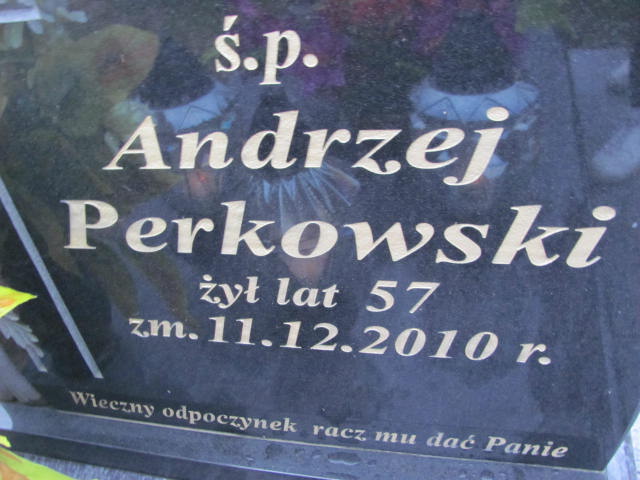 ś.p.
Andrzej
Perkowski
żył lat 57
zm. 11.12.2010 r.
Wieczny odpoczynek racz mu dać Panie